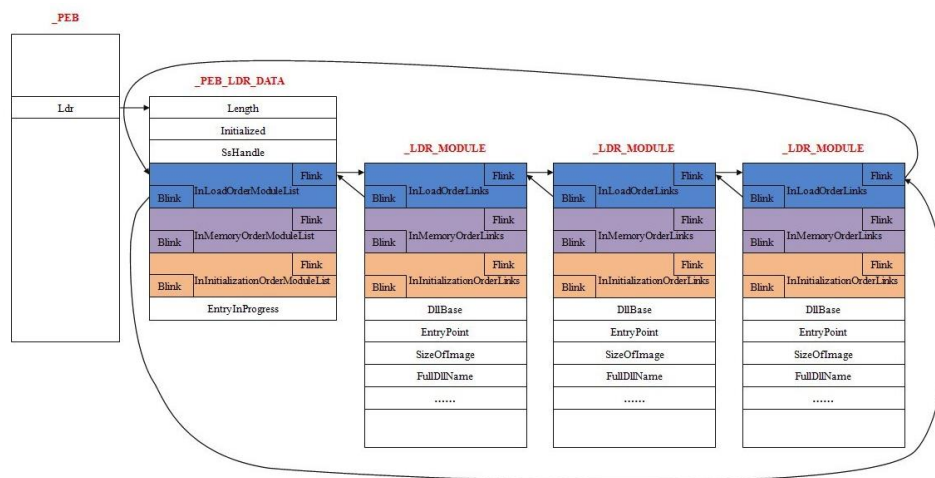 _PEB
Ldr
_PEB_LDR_DATA
Length
Initialized
SsHandle
Flink
InLoadOrderModuleList
Blink
Flink
InMemoryOrderModuleList
Blink
Flink
InInitializationOrderModuleList
Blink
EntryInProgress
_LDR_MODULE
Flink
InLoadOrderLinks
Blink
Flink
InMemoryOrderLinks
Blink
Flink
InInitializationOrderLinks
Blink
DllBase
EntryPoint
SizeOfImage
FullDllName
......
_LDR_MODULE
Flink
InLoadOrderLinks
Blink
Flink
InMemoryOrderLinks
Blink
Flink
InInitializationOrderLinks
Blink
DllBase
EntryPoint
SizeOfImage
FullDllName
......
_LDR_MODULE
Flink
InLoadOrderLinks
Blink
Flink
InMemoryOrderLinks
Blink
Flink
InInitializationOrderLinks
Blink
DllBase
EntryPoint
SizeOfImage
FullDllName
......